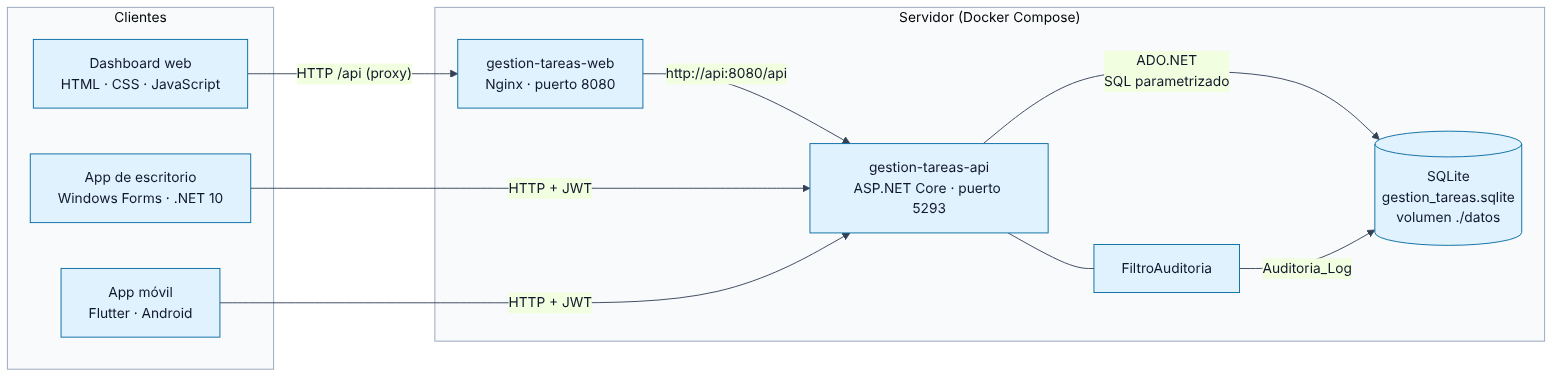 Clientes
Dashboard web
HTML · CSS · JavaScript
App de escritorio
Windows Forms · .NET 10
App móvil
Flutter · Android
HTTP /api (proxy)
HTTP + JWT
HTTP + JWT
Servidor (Docker Compose)
gestion-tareas-web
Nginx · puerto 8080
http://api:8080/api
gestion-tareas-api
ASP.NET Core · puerto
5293
ADO.NET
SQL parametrizado
FiltroAuditoria
Auditoria_Log
SQLite
gestion_tareas.sqlite
volumen ./datos